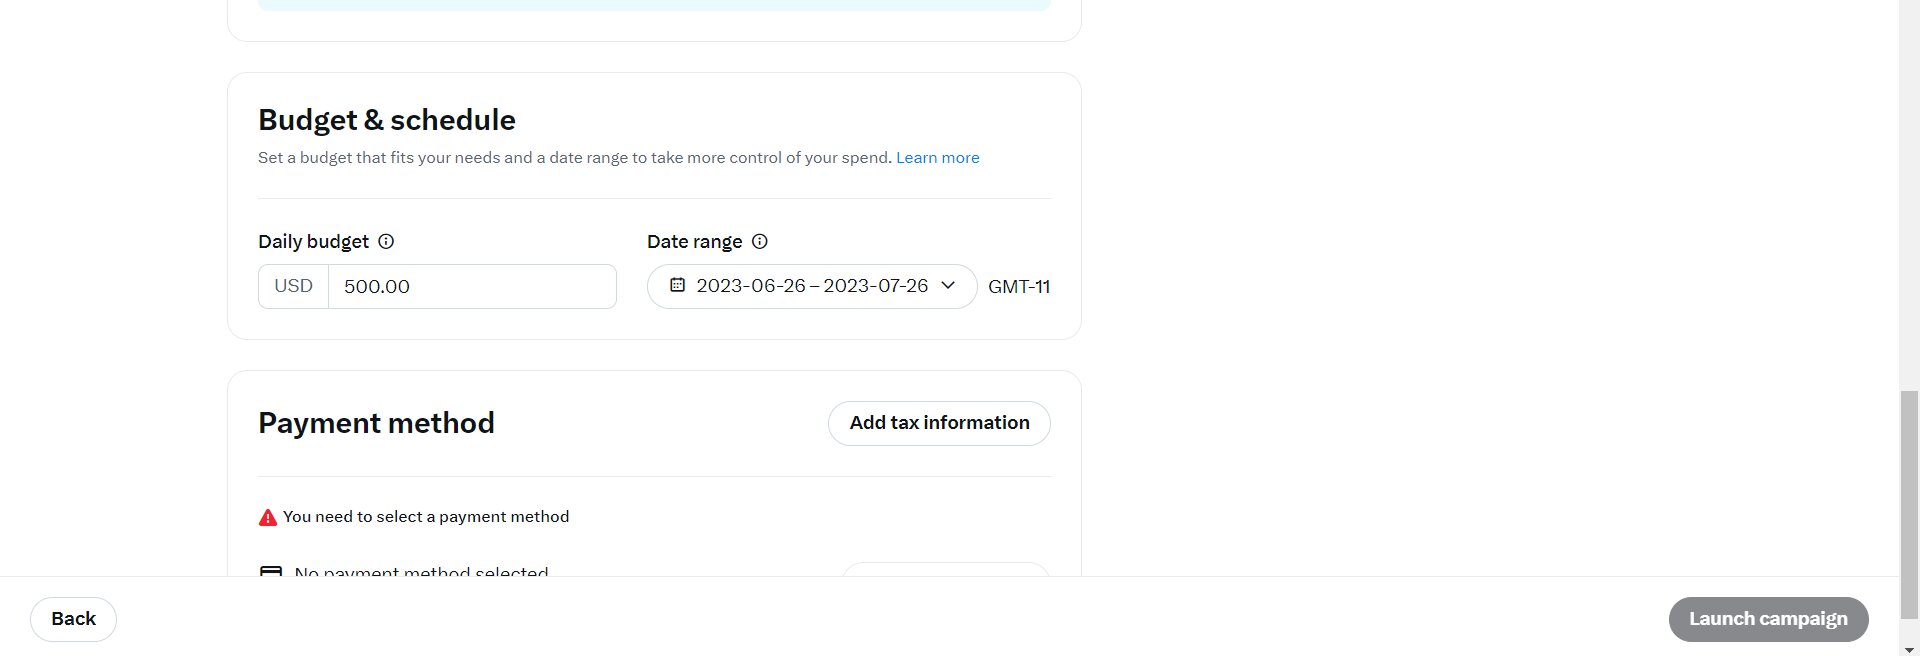 Budget & schedule
Set a budget that fits your needs and a date range to take more control of your spend. Learn more
Daily budget
Date range
USD 500.00
2023-06-26 – 2023-07-26 GMT-11
Payment method
Add tax information
You need to select a payment method
No payment method selected
Back
Launch campaign